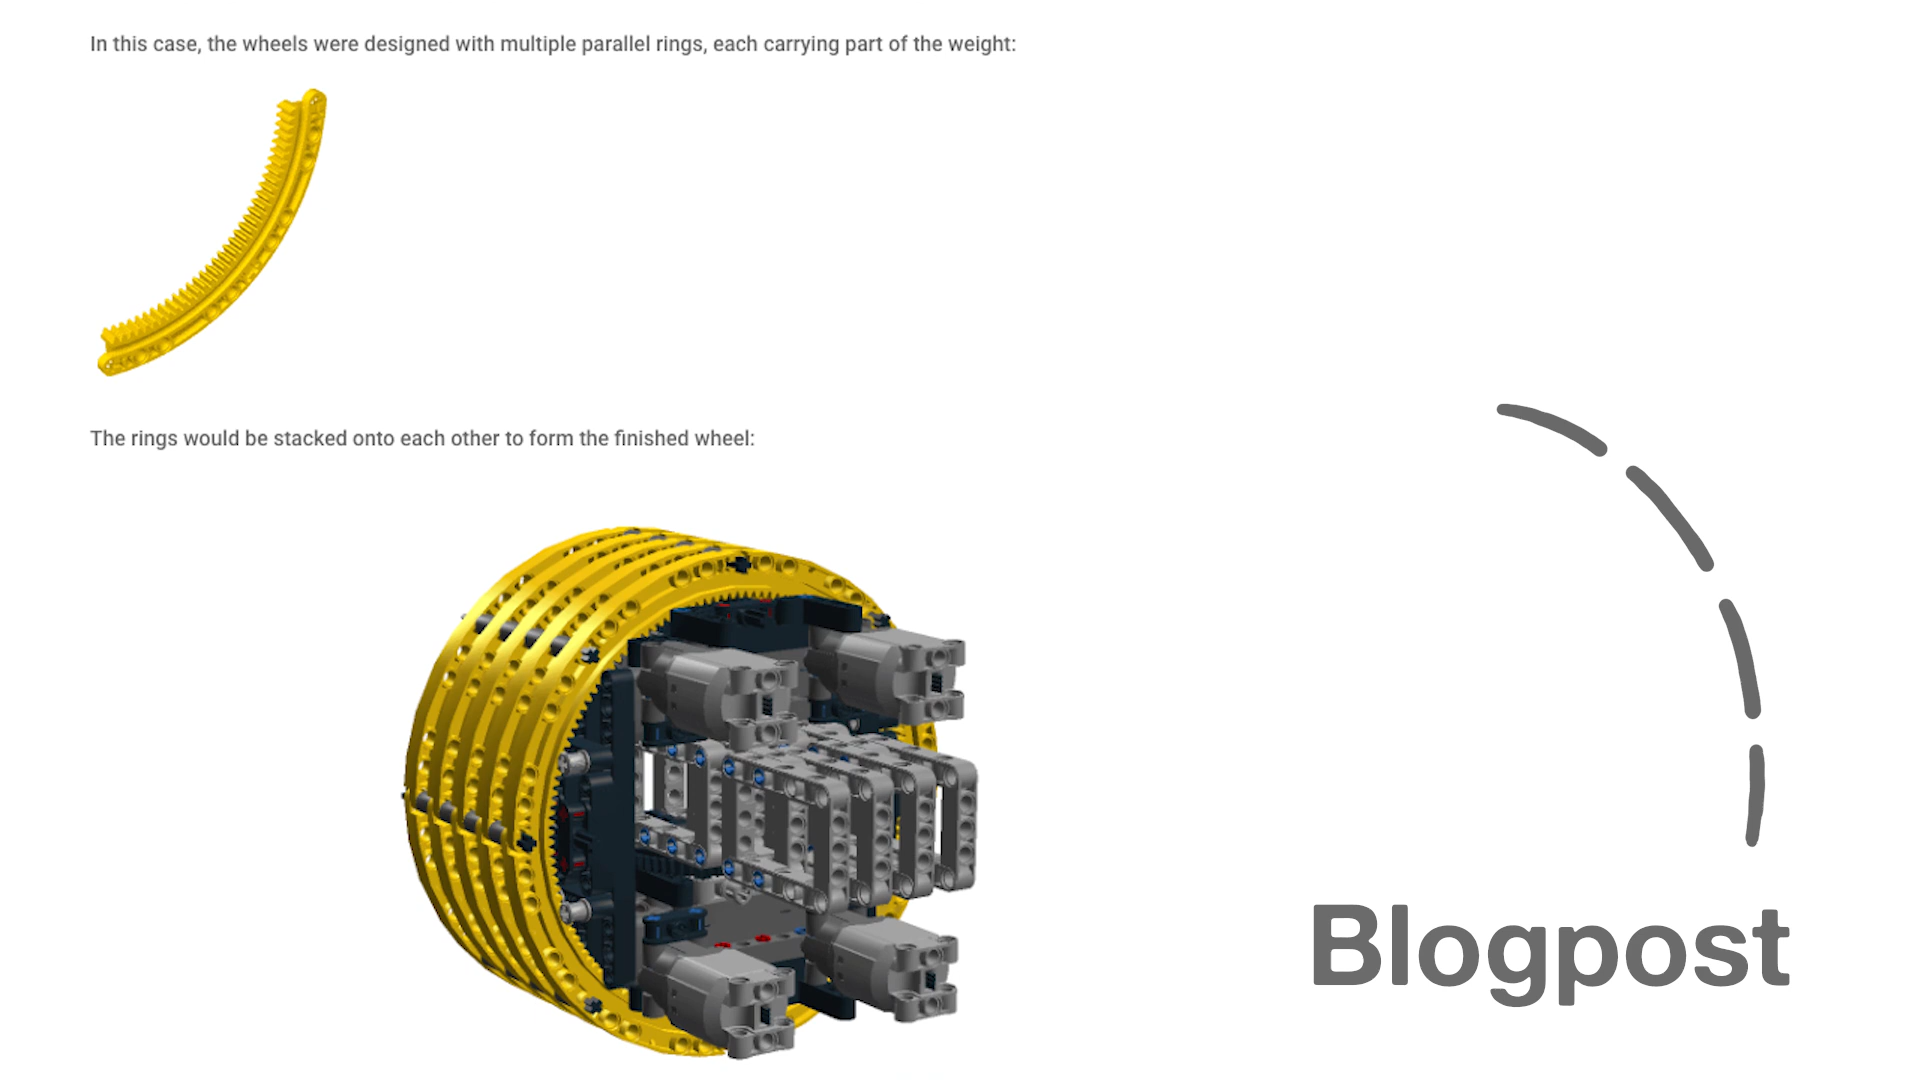 In this case, the wheels were designed with multiple parallel rings, each carrying part of the weight:
The rings would be stacked onto each other to form the finished wheel:
Blogpost